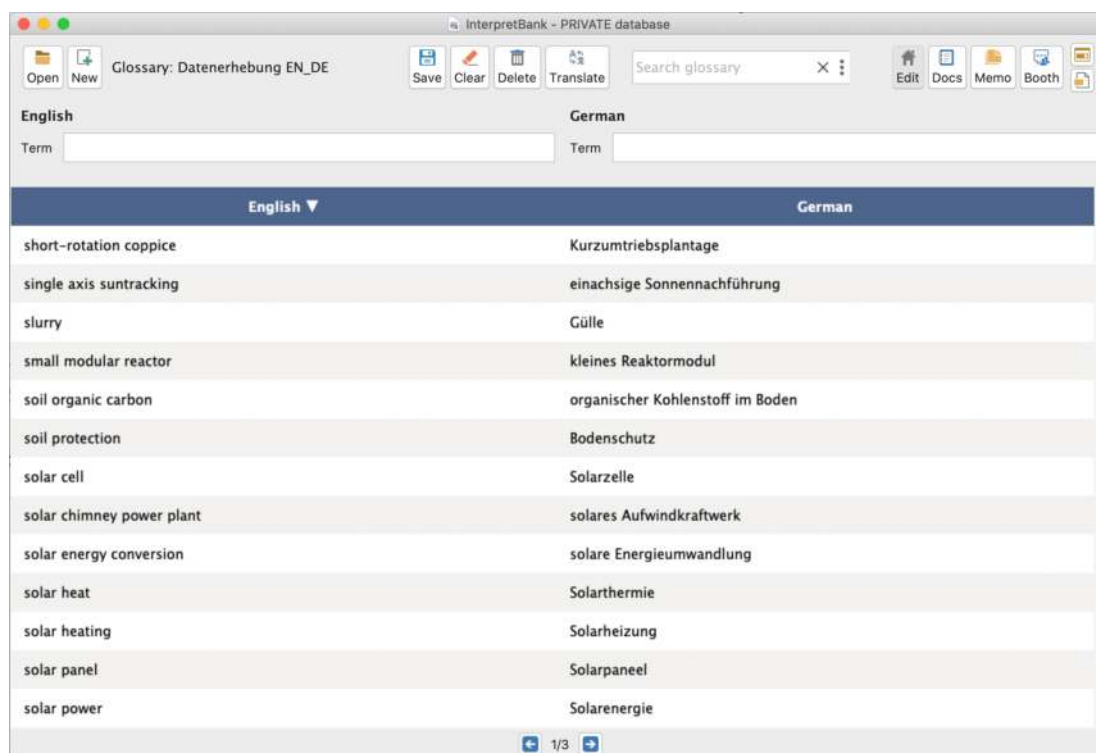 InterpretBank - PRIVATE database
Open New Glossary: Datenerhebung EN_DE Save Clear Delete Translate Search glossary Edit Docs Memo Booth
English German
Term Term
English ▼ German
short-rotation coppice Kurzumtriebsplantage
single axis suntracking einachsige Sonnennachführung
slurry Gülle
small modular reactor kleines Reaktormodul
soil organic carbon organischer Kohlenstoff im Boden
soil protection Bodenschutz
solar cell Solarzelle
solar chimney power plant solares Aufwindkraftwerk
solar energy conversion solare Energieumwandlung
solar heat Solarthermie
solar heating Solarheizung
solar panel Solarpaneel
solar power Solarenergie
1/3